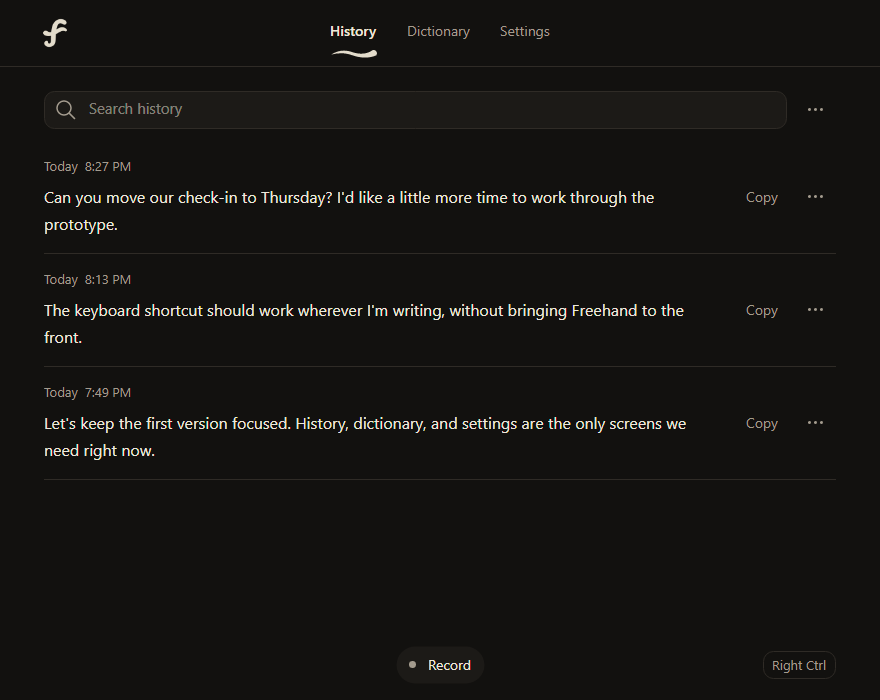 History
Dictionary
Settings
Search history
Today 8:27 PM
Can you move our check-in to Thursday? I'd like a little more time to work through the
prototype.
Copy
Today 8:13 PM
The keyboard shortcut should work wherever I'm writing, without bringing Freehand to the
front.
Copy
Today 7:49 PM
Let's keep the first version focused. History, dictionary, and settings are the only screens we
need right now.
Copy
Record
Right Ctrl